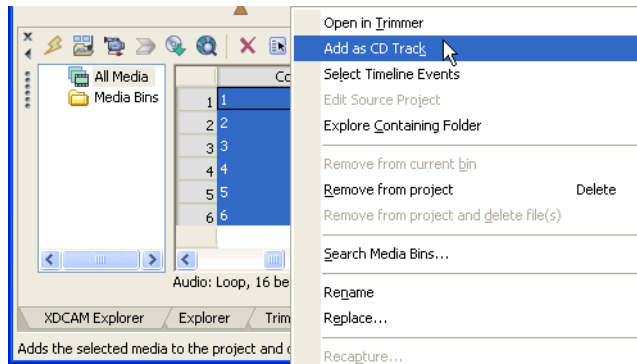 Open in Trimmer
Add as CD Track
Select Timeline Events
Edit Source Project
Explore Containing Folder
Remove from current bin
Remove from project Delete
Remove from project and delete file(s)
Search Media Bins...
Rename
Replace...
Recapture...
All Media
Media Bins
Co
1 1
2 2
3 3
4 4
5 5
6 6
Audio: Loop, 16 be
XDCAM Explorer Explorer Trim
Adds the selected media to the project and